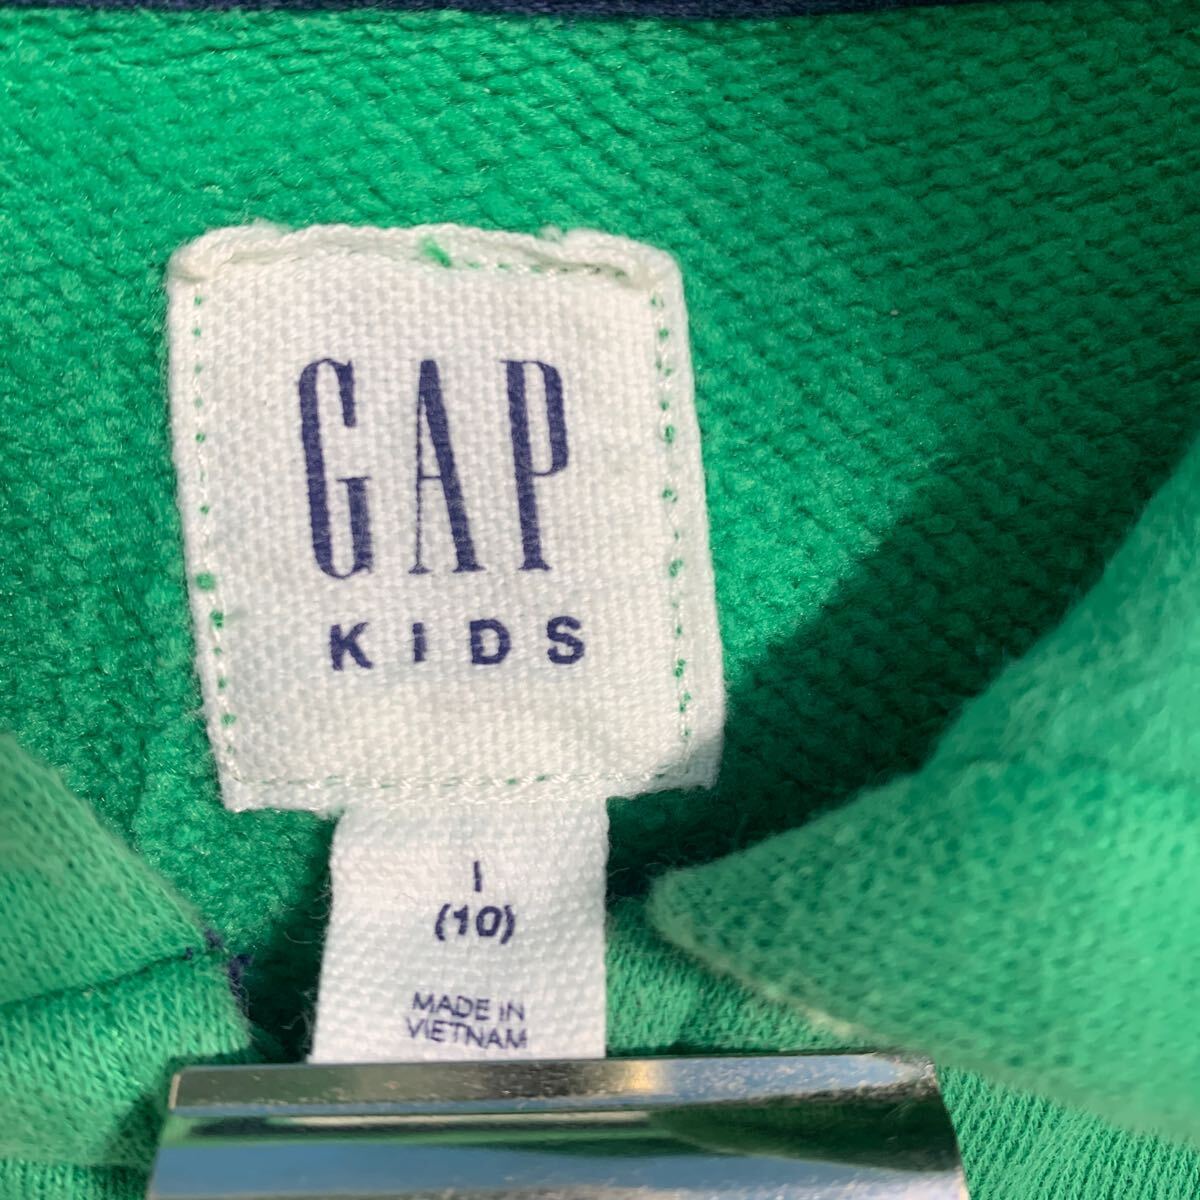 GAP
KIDS
I
(10)
MADE IN
VIETNAM